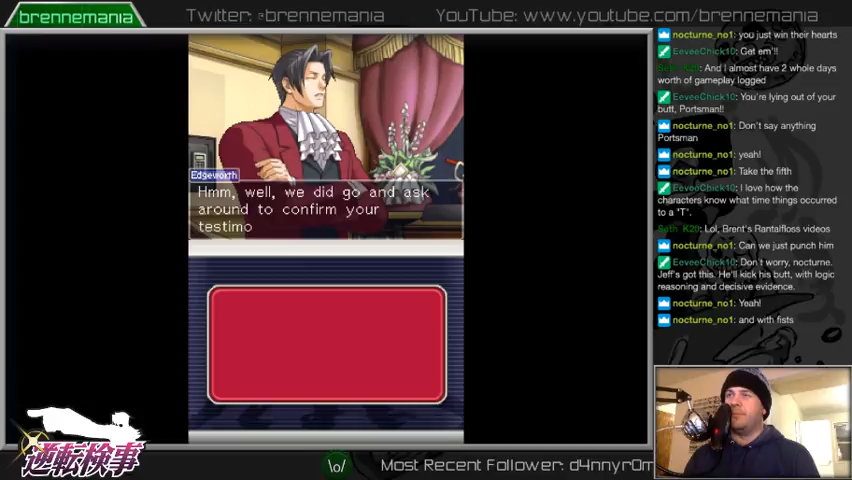 brennemania
Twitter: @brennemania
YouTube: www.youtube.com/brennemania
Edgeworth
Hmm, well, we did go and ask
around to confirm your
testimo
nocturne_no1: you just win their hearts
EeveeChick10: Get em'!!
Seth_K20: And I almost have 2 whole days
worth of gameplay logged
EeveeChick10: You're lying out of your
butt, Portsman!!
nocturne_no1: Don't say anything
Portsman
nocturne_no1: yeah!
nocturne_no1: Take the fifth
EeveeChick10: I love how the
characters know what time things occurred
to a "T".
Seth_K20: Lol, Brent's Rantalfloss videos
nocturne_no1: Can we just punch him
EeveeChick10: Don't worry, nocturne.
Jeff's got this. He'll kick his butt, with logic
reasoning and decisive evidence.
nocturne_no1: Yeah!
nocturne_no1: and with fists
逆転検事
\o/
Most Recent Follower: d4nnyr0m